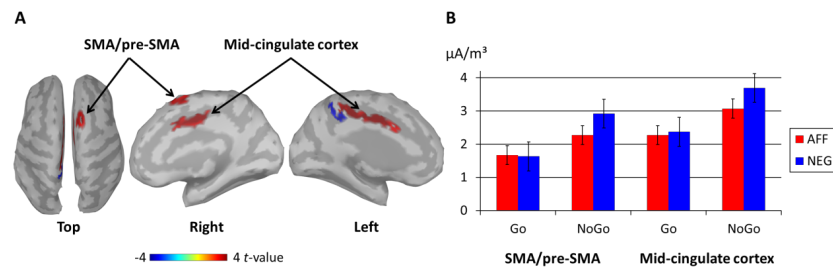 A
SMA/pre-SMA
Mid-cingulate cortex
Top
Right
Left
-4
4 t-value
B
μA/m³
4
3
2
1
0
Go
NoGo
Go
NoGo
SMA/pre-SMA
Mid-cingulate cortex
AFF
NEG